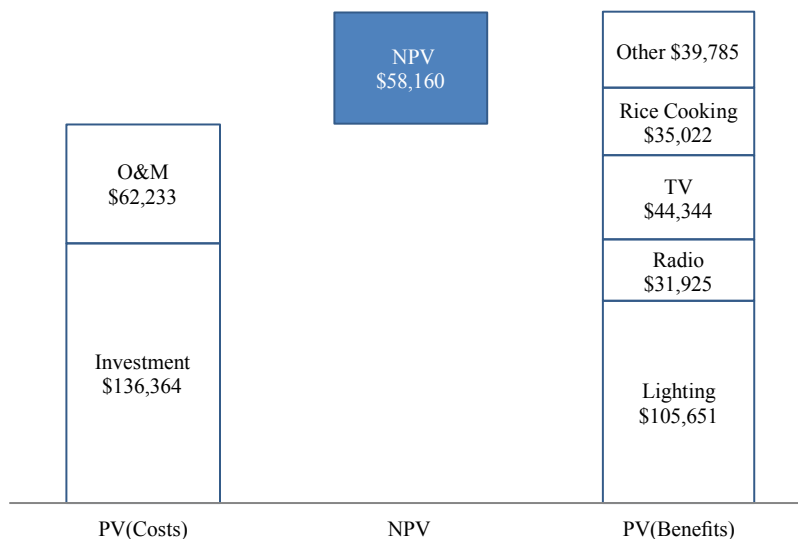 O&M
$62,233
Investment
$136,364
PV(Costs)
NPV
$58,160
NPV
Other $39,785
Rice Cooking
$35,022
TV
$44,344
Radio
$31,925
Lighting
$105,651
PV(Benefits)